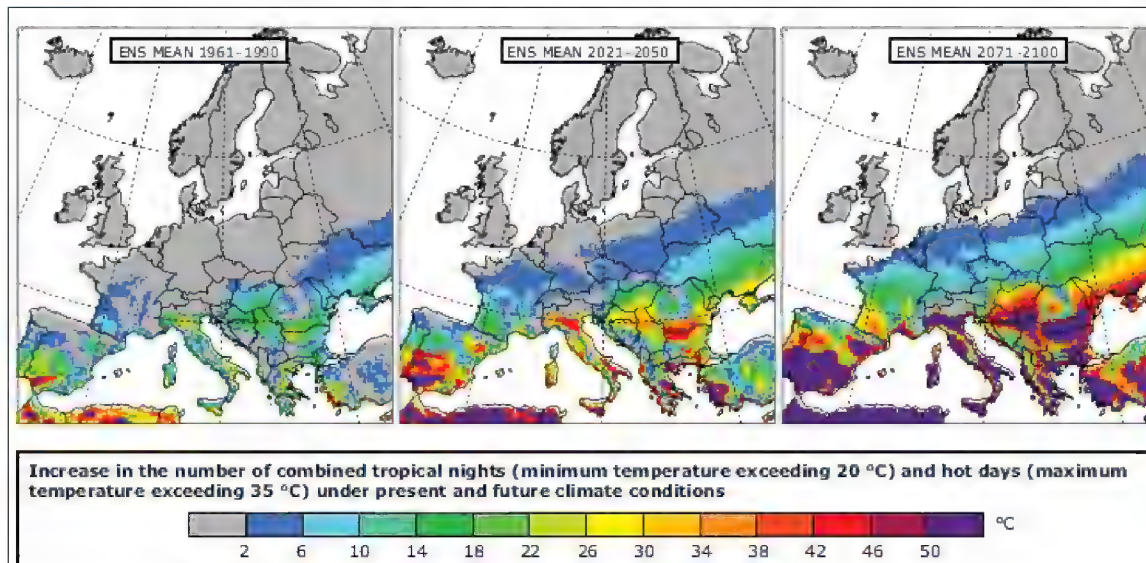 ENS MEAN 1961-1990
ENS MEAN 2021-2050
ENS MEAN 2071-2100
Increase in the number of combined tropical nights (minimum temperature exceeding 20 °C) and hot days (maximum
temperature exceeding 35 °C) under present and future climate conditions
°C
2 6 10 14 18 22 26 30 34 38 42 46 50